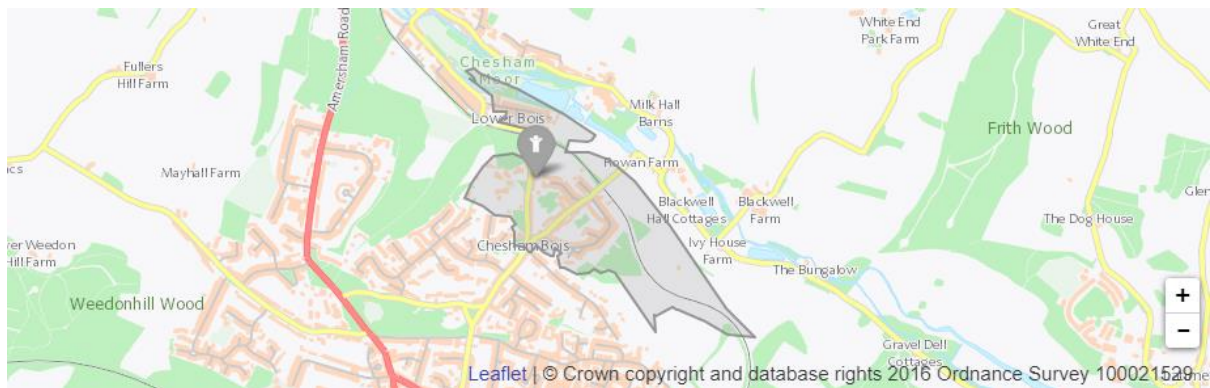 White End
Park Farm
Great
White End
Fullers
Hill Farm
Amersham Road
Chesham
Moor
Milk Hall
Barns
Lower Bois
Frith Wood
Rowan Farm
Mayhall Farm
Blackwell
Hall Cottages
Blackwell
Farm
The Dog House
Chesham Bois
Ivy House
Farm
Weedon
Hill Farm
The Bungalow
Weedonhill Wood
+
−
Gravel Dell
Cottages
Leaflet | © Crown copyright and database rights 2016 Ordnance Survey 100021529